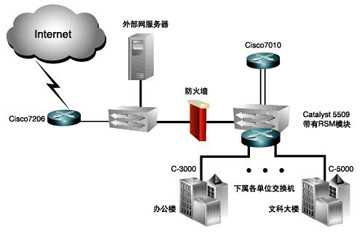 外部网服务器
Internet
Cisco7010
防火墙
Cisco7206
Catalyst 5509
带有RSM模块
C-3000
C-5000
下属各单位交换机
办公楼
文科大楼